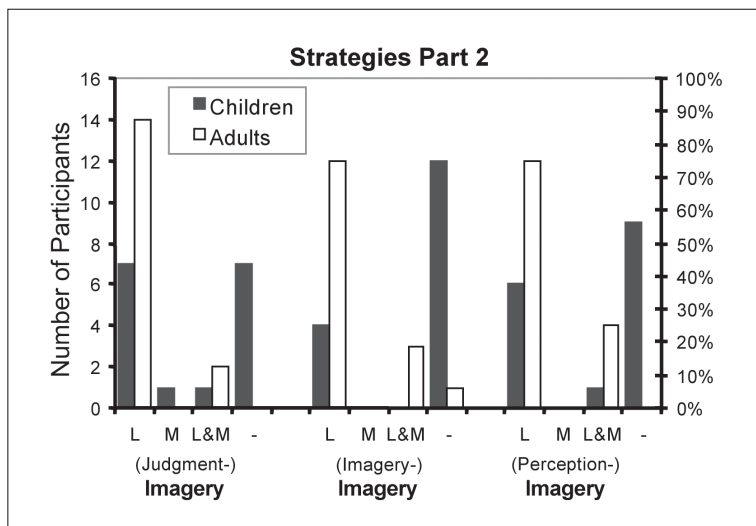 Strategies Part 2
Number of Participants
16
14
12
10
8
6
4
2
0
Children
Adults
100%
90%
80%
70%
60%
50%
40%
30%
20%
10%
0%
L M L&M - L M L&M - L M L&M -
(Judgment-) (Imagery-) (Perception-)
Imagery Imagery Imagery